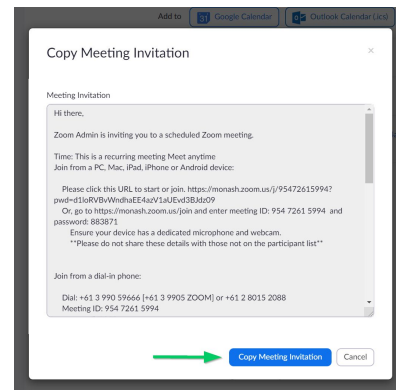 Add to
31 Google Calendar
Outlook Calendar (.ics)
Copy Meeting Invitation
×
Meeting Invitation
Hi there,
Zoom Admin is inviting you to a scheduled Zoom meeting.
Time: This is a recurring meeting Meet anytime
Join from a PC, Mac, iPad, iPhone or Android device:
Please click this URL to start or join. https://monash.zoom.us/j/95472615994?
pwd=d1loRVBvWndhaEE4azV1aUEvd3BJdz09
Or, go to https://monash.zoom.us/join and enter meeting ID: 954 7261 5994 and
password: 883871
Ensure your device has a dedicated microphone and webcam.
**Please do not share these details with those not on the participant list**
Join from a dial-in phone:
Dial: +61 3 990 59666 [+61 3 9905 ZOOM] or +61 2 8015 2088
Meeting ID: 954 7261 5994
Copy Meeting Invitation
Cancel